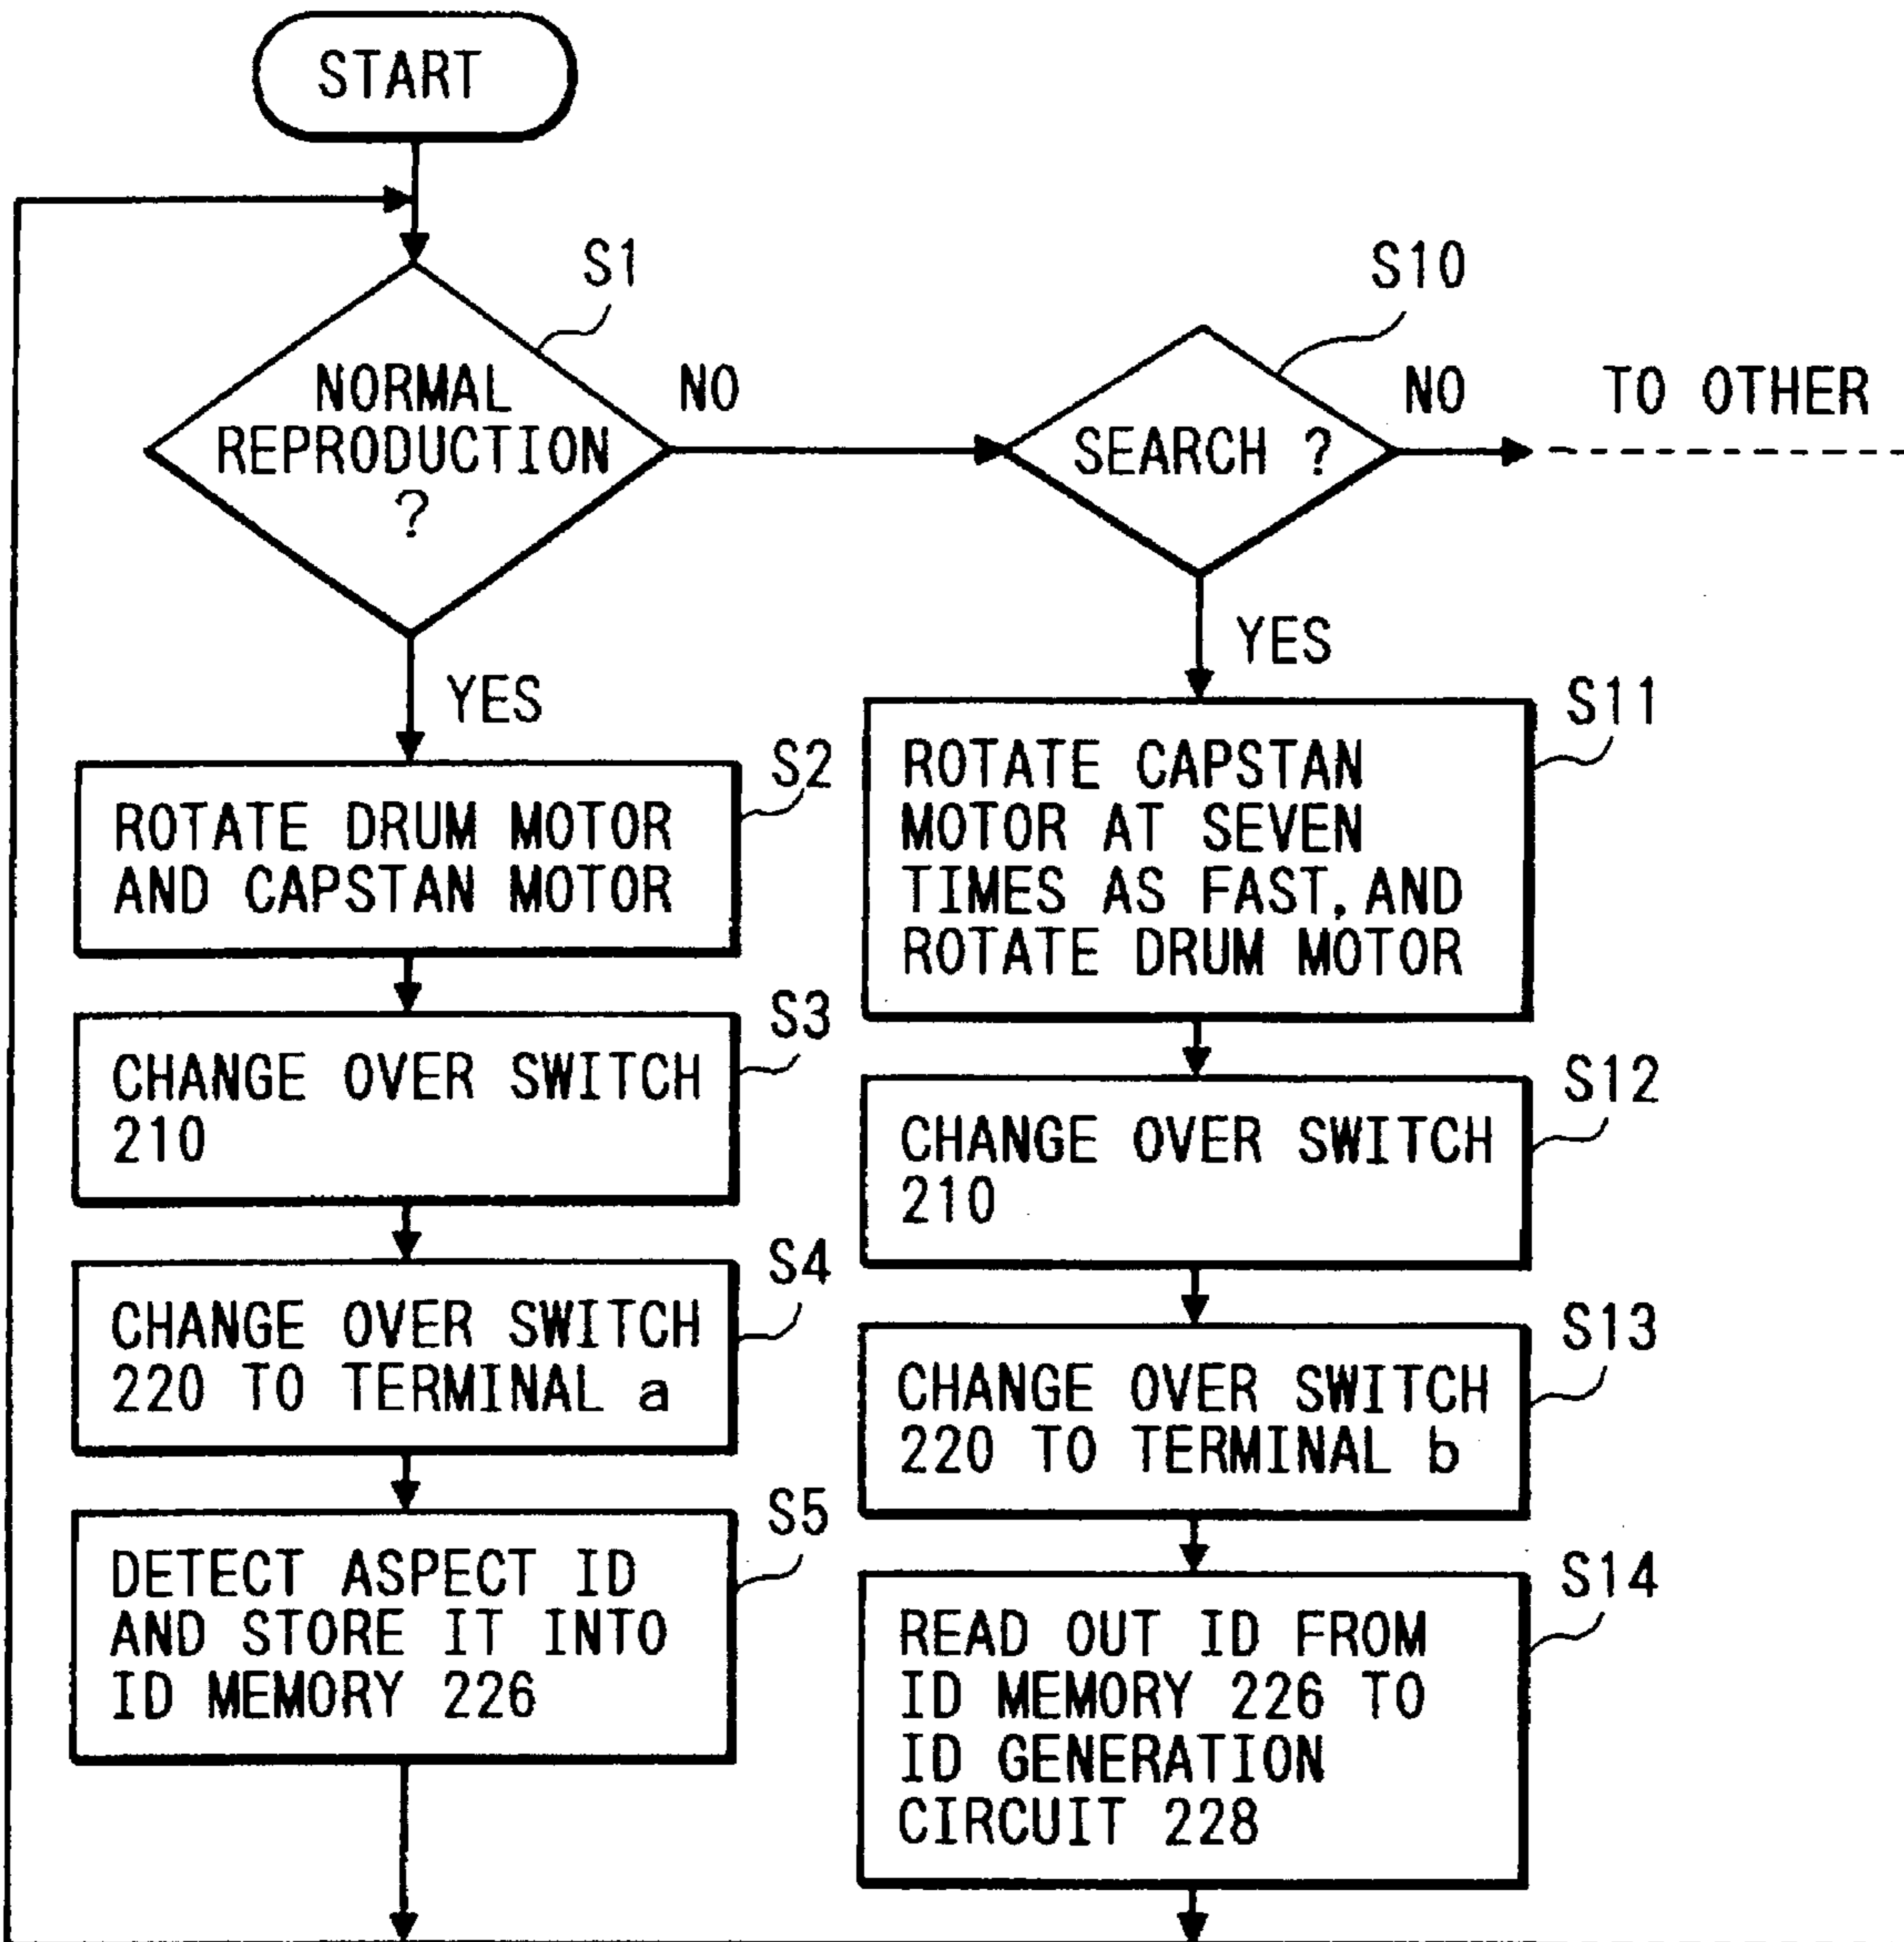 START
S1
NORMAL
REPRODUCTION
?
NO
YES
S2
ROTATE DRUM MOTOR
AND CAPSTAN MOTOR
S3
CHANGE OVER SWITCH
210
S4
CHANGE OVER SWITCH
220 TO TERMINAL a
S5
DETECT ASPECT ID
AND STORE IT INTO
ID MEMORY 226
S10
SEARCH ?
NO
TO OTHER
YES
S11
ROTATE CAPSTAN
MOTOR AT SEVEN
TIMES AS FAST, AND
ROTATE DRUM MOTOR
S12
CHANGE OVER SWITCH
210
S13
CHANGE OVER SWITCH
220 TO TERMINAL b
S14
READ OUT ID FROM
ID MEMORY 226 TO
ID GENERATION
CIRCUIT 228